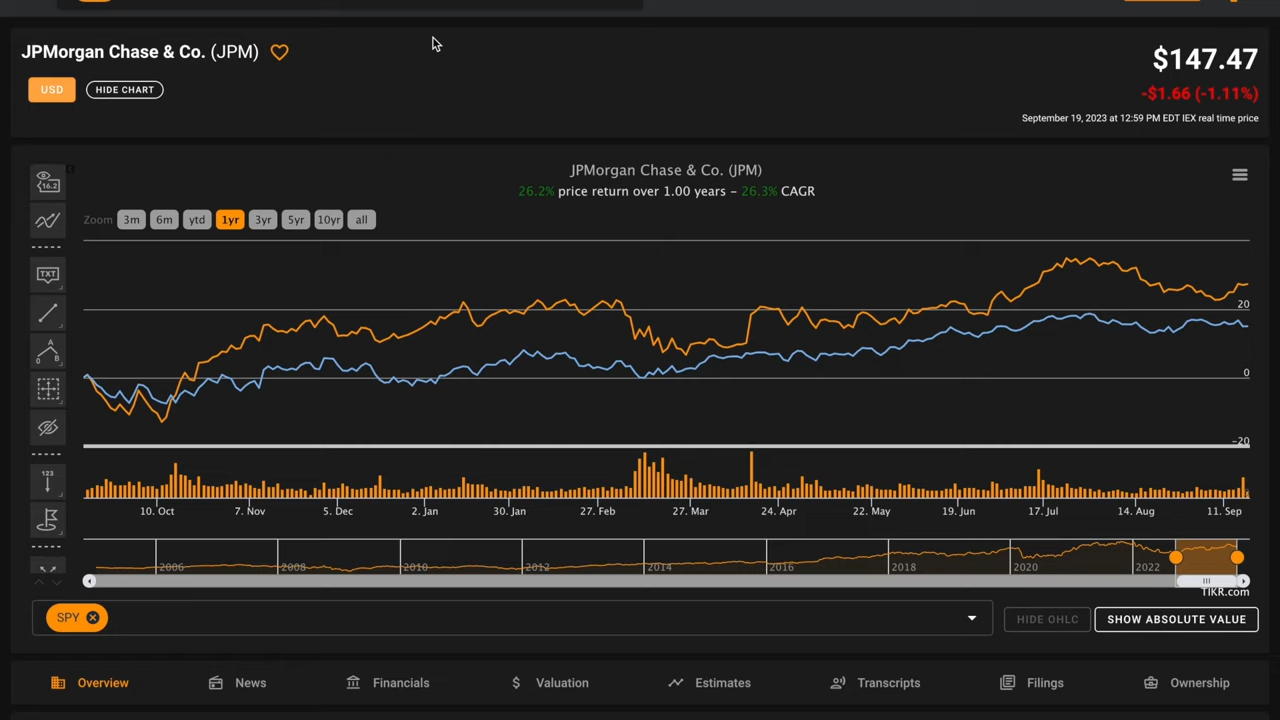 JPMorgan Chase & Co. (JPM)
$147.47
USD
HIDE CHART
-$1.66 (-1.11%)
September 19, 2023 at 12:59 PM EDT IEX real time price
JPMorgan Chase & Co. (JPM)
16.2
26.2% price return over 1.00 years – 26.3% CAGR
Zoom 3m 6m ytd 1yr 3yr 5yr 10yr all
TXT
20
A
0 B
0
-20
123
10. Oct 7. Nov 5. Dec 2. Jan 30. Jan 27. Feb 27. Mar 24. Apr 22. May 19. Jun 17. Jul 14. Aug 11. Sep
2006 2008 2010 2012 2014 2016 2018 2020 2022
TIKR.com
SPY
HIDE OHLC
SHOW ABSOLUTE VALUE
Overview News Financials Valuation Estimates Transcripts Filings Ownership